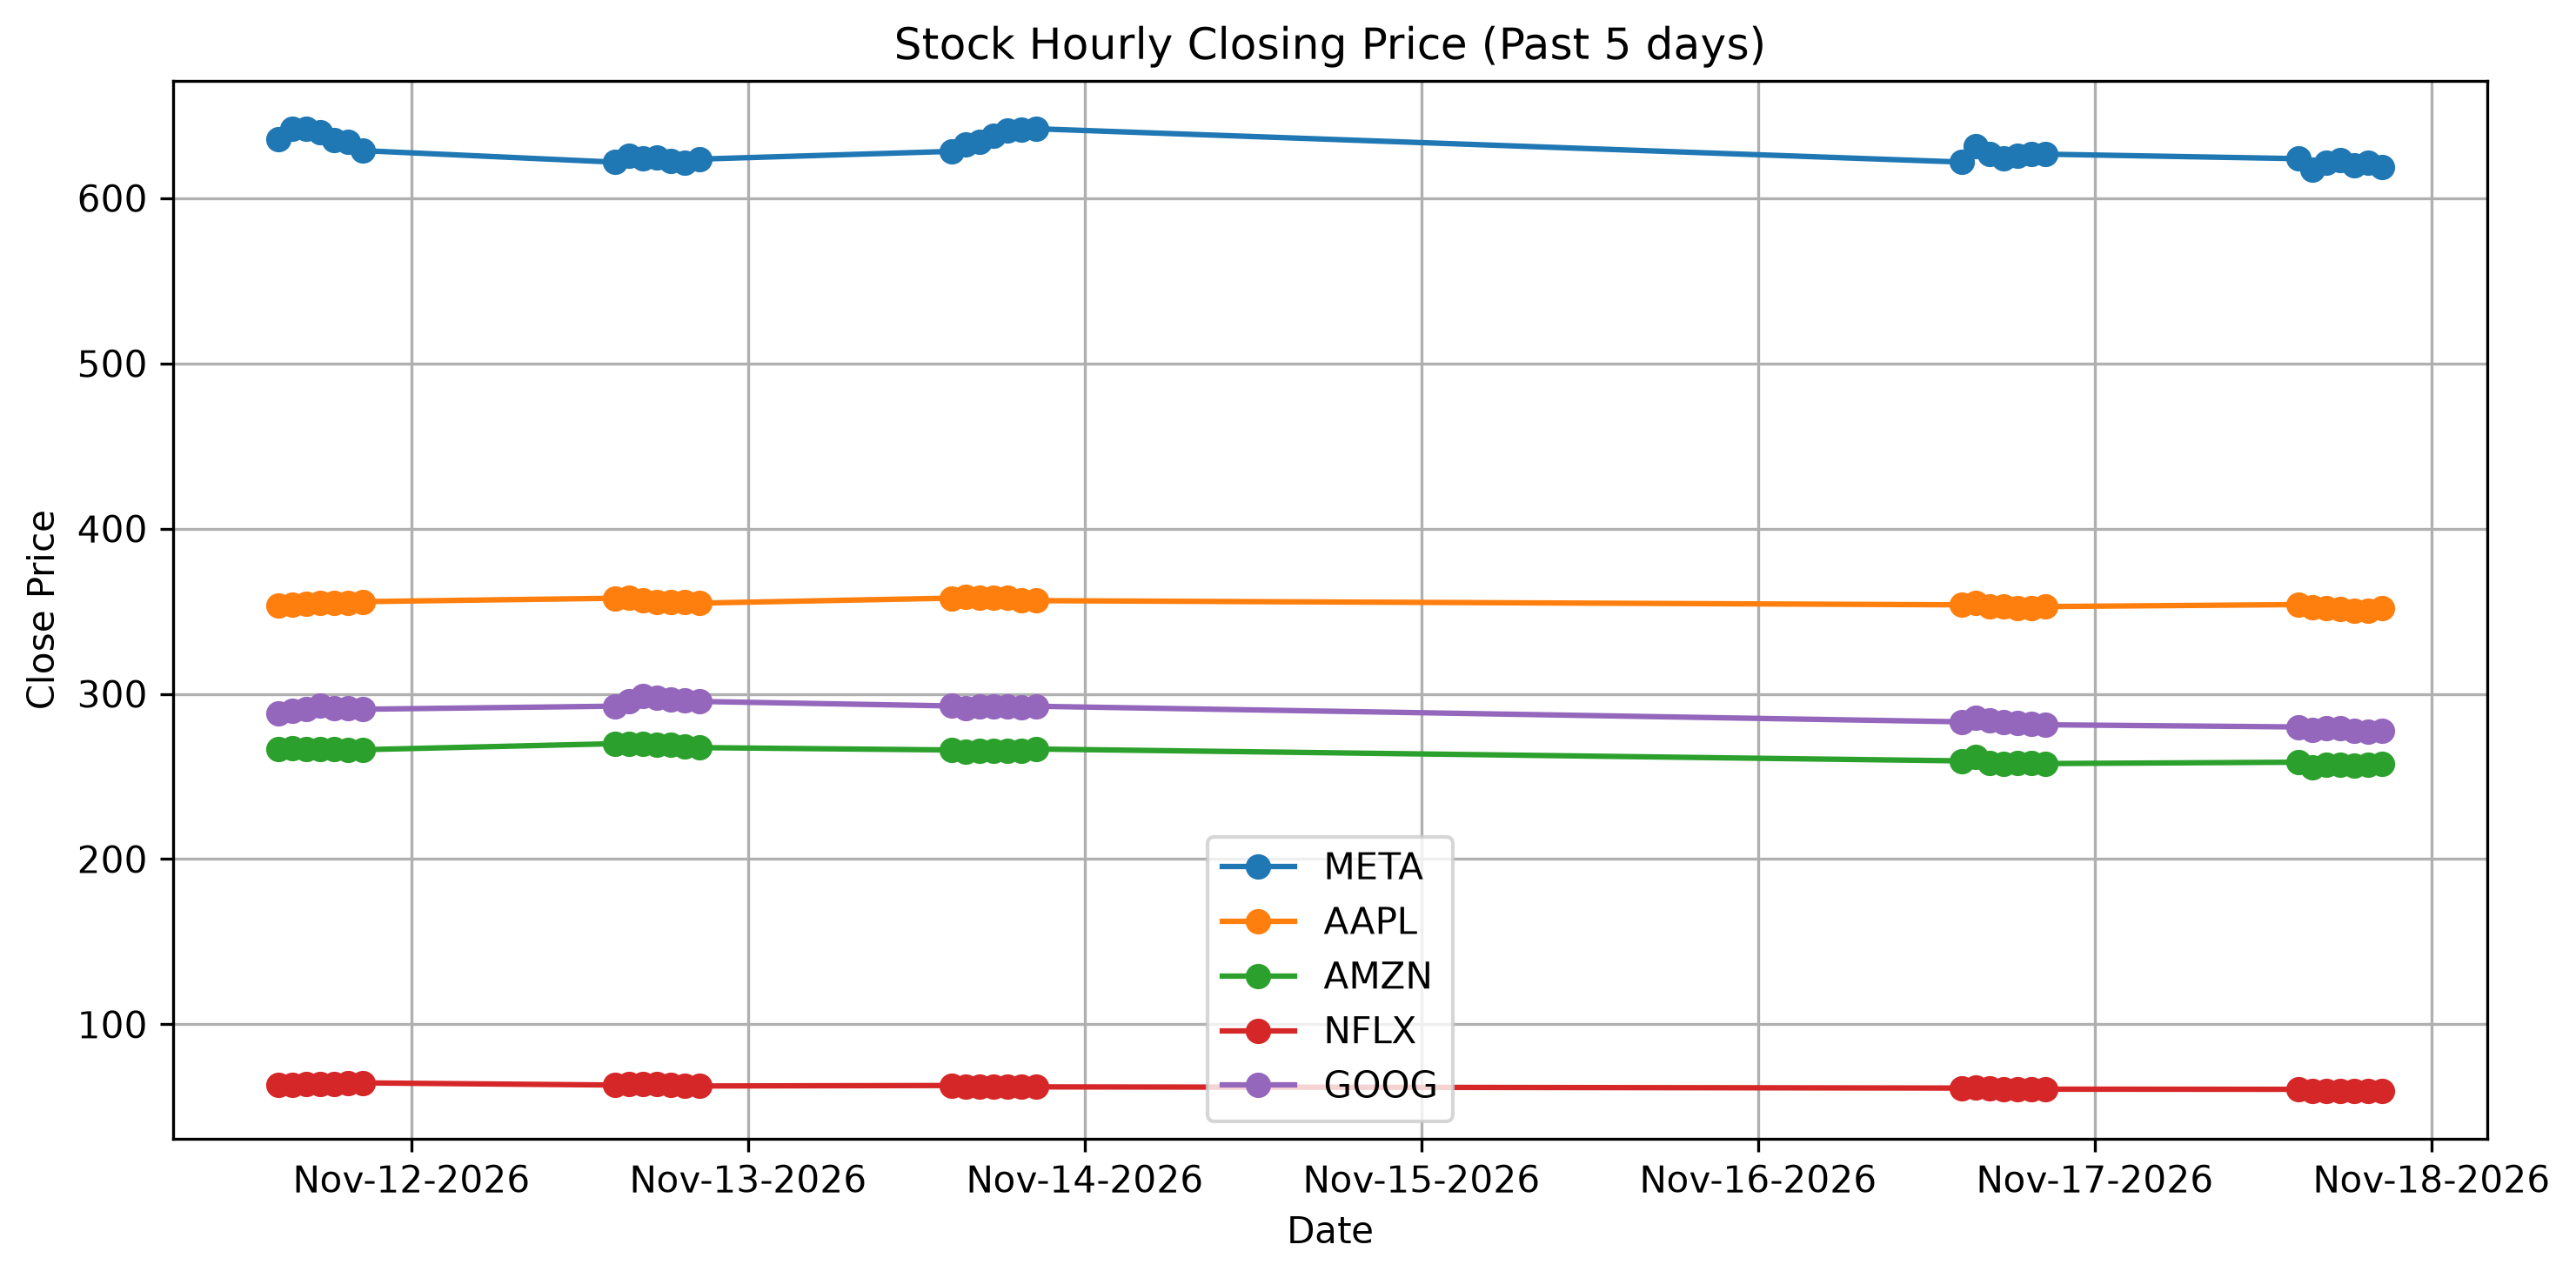 Stock Hourly Closing Price (Past 5 days)
Close Price
600
500
400
300
200
100
META
AAPL
AMZN
NFLX
GOOG
Nov-12-2026 Nov-13-2026 Nov-14-2026 Nov-15-2026 Nov-16-2026 Nov-17-2026 Nov-18-2026
Date